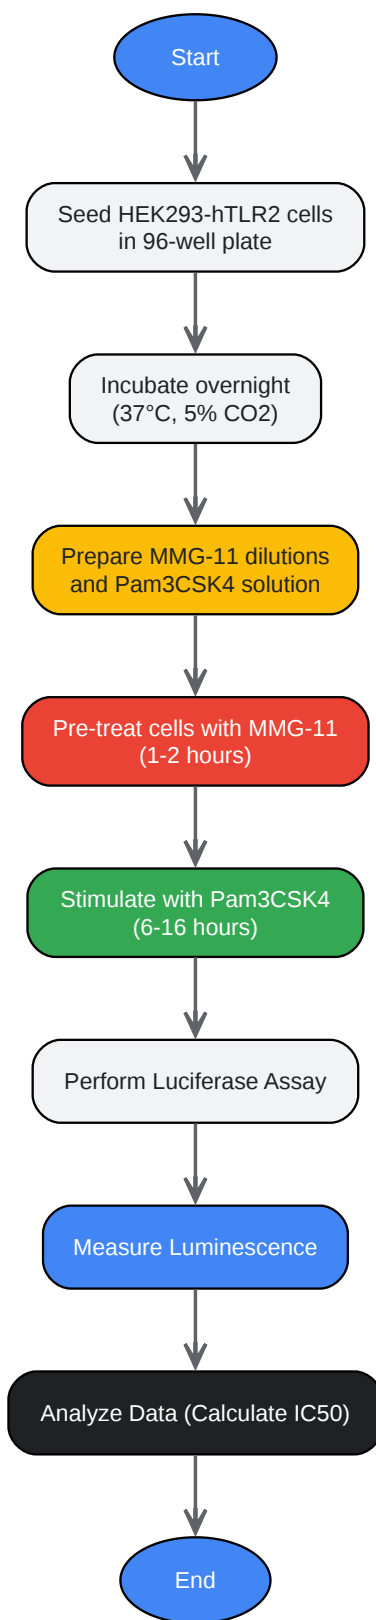 Start
Seed HEK293-hTLR2 cells
in 96-well plate
Incubate overnight
(37°C, 5% CO2)
Prepare MMG-11 dilutions
and Pam3CSK4 solution
Pre-treat cells with MMG-11
(1-2 hours)
Stimulate with Pam3CSK4
(6-16 hours)
Perform Luciferase Assay
Measure Luminescence
Analyze Data (Calculate IC50)
End